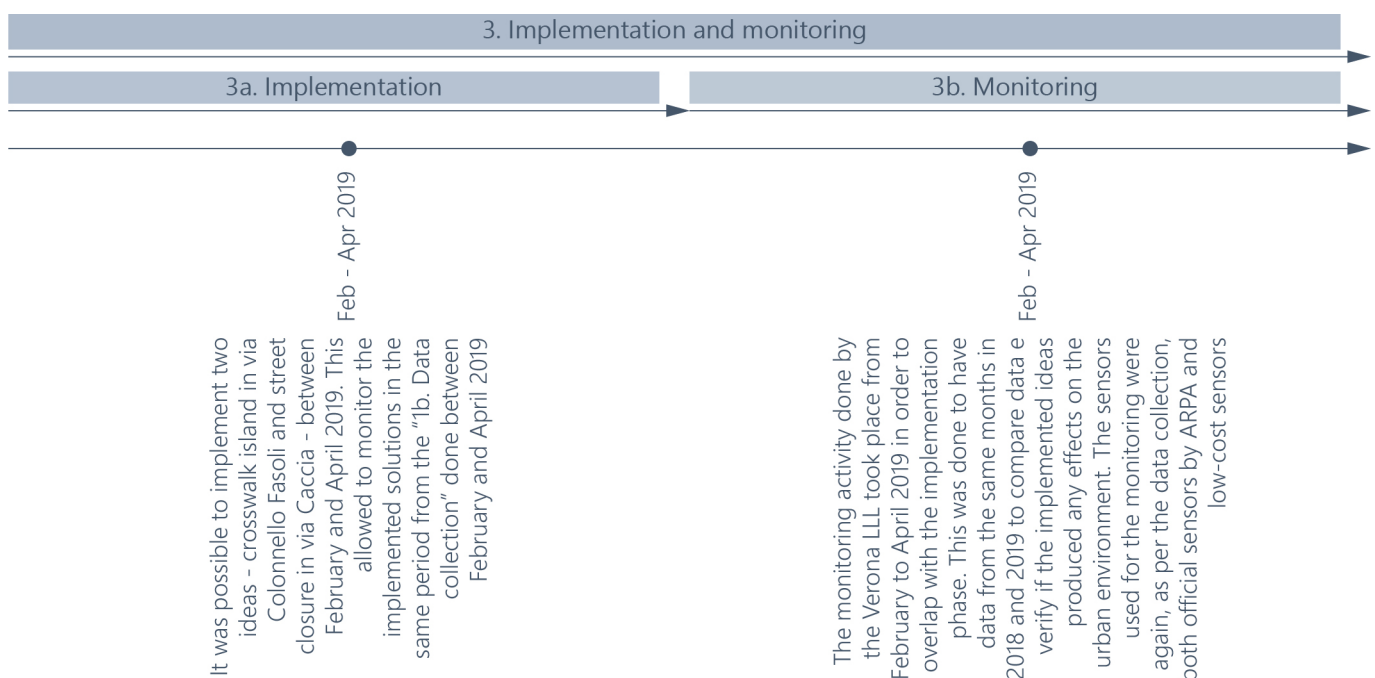 3. Implementation and monitoring
3a. Implementation
3b. Monitoring
Feb - Apr 2019
It was possible to implement two
ideas - crosswalk island in via
Colonnello Fasoli and street
closure in via Caccia - between
February and April 2019. This
allowed to monitor the
implemented solutions in the
same period from the “1b. Data
collection” done between
February and April 2019
Feb - Apr 2019
The monitoring activity done by
the Verona LLL took place from
February to April 2019 in order to
overlap with the implementation
phase. This was done to have
data from the same months in
2018 and 2019 to compare data e
verify if the implemented ideas
produced any effects on the
urban environment. The sensors
used for the monitoring were
again, as per the data collection,
both official sensors by ARPA and
low-cost sensors